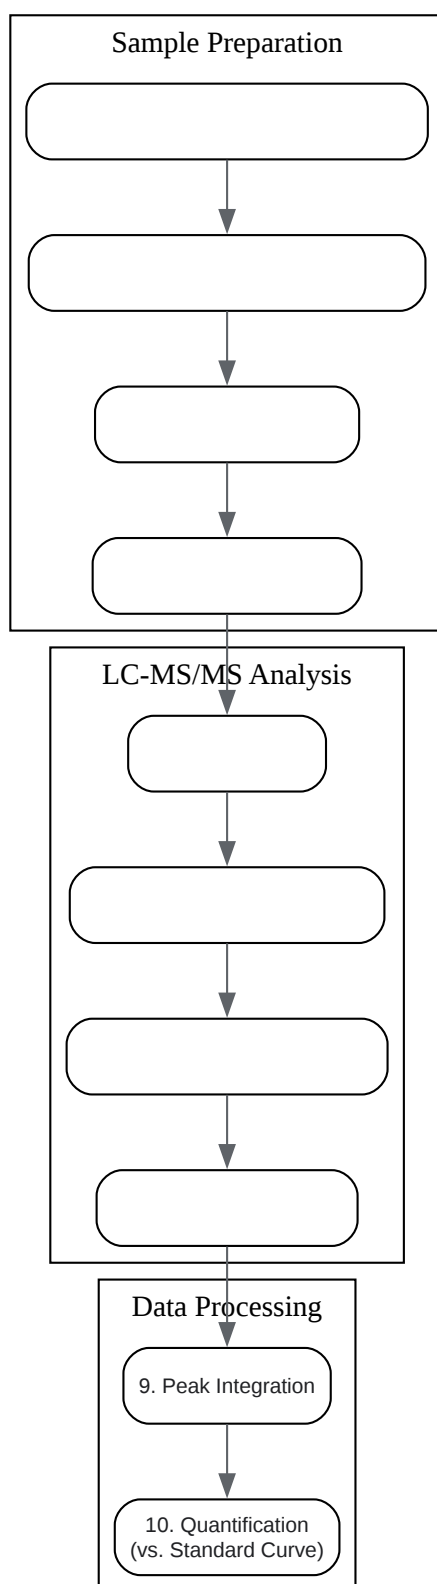 Sample Preparation
LC-MS/MS Analysis
Data Processing
9. Peak Integration
10. Quantification
(vs. Standard Curve)